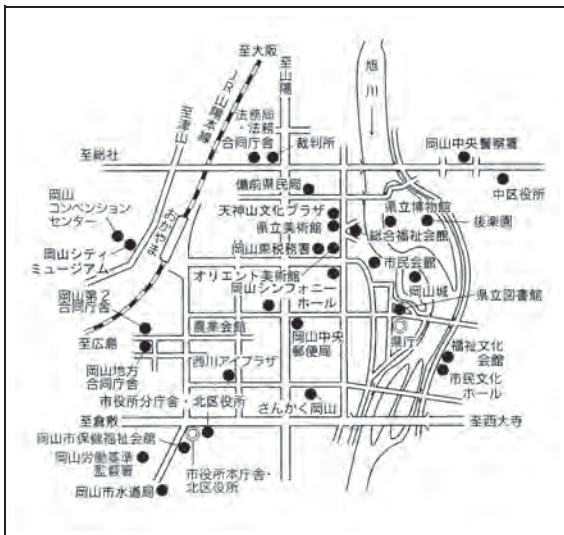 至大阪
JR山陽本線
至津山
至山陽
旭川
法務局
・法務
合同庁舎
裁判所
岡山中央警察署
至総社
備前県民局
中区役所
岡山
コンベンション
センター
おかやま
天神山文化プラザ
県立美術館
県立博物館
後楽園
岡山シティ
ミュージアム
岡山県税務署
総合福祉会館
オリエント美術館
市民会館
岡山シンフォニー
ホール
岡山城
県立図書館
岡山第2
合同庁舎
農業会館
岡山中央
郵便局
県庁
至広島
福祉文化
会館
岡山地方
合同庁舎
西川アイプラザ
市民文化
ホール
市役所分庁舎・北区役所
さんかく岡山
至倉敷
至西大寺
岡山市保健福祉会館
岡山労働基準
監督署
市役所本庁舎・
北区役所
岡山市水道局